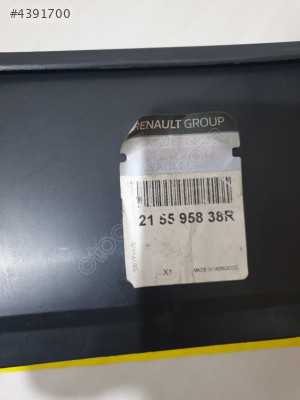 #4391700
RENAULT GROUP
21 65 958 38R
X1
MADE IN MOROCCO